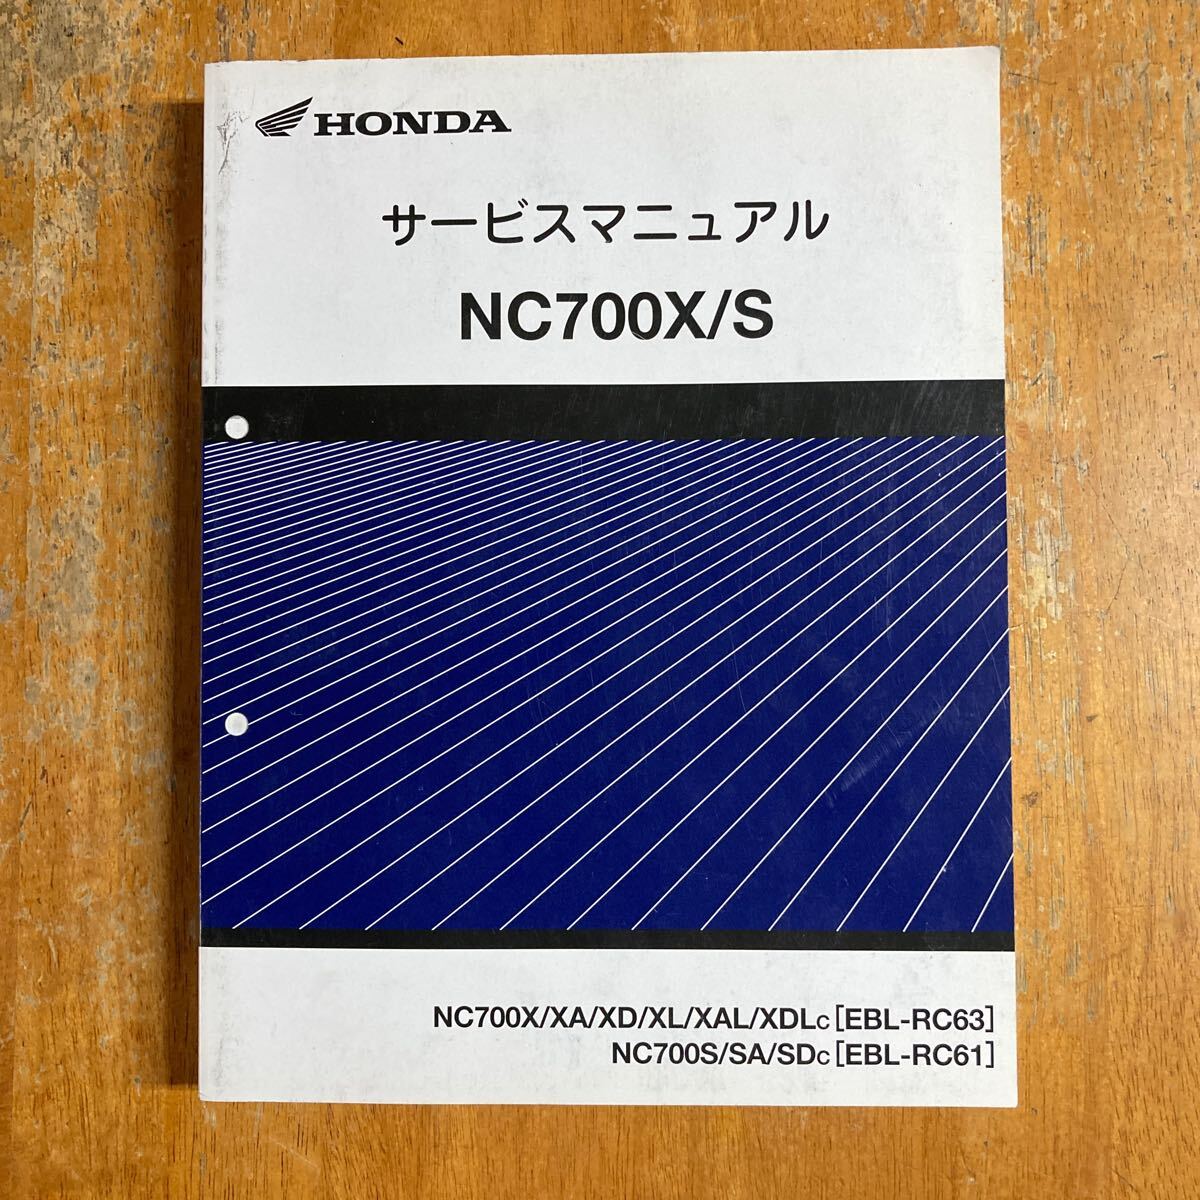 HONDA
サービスマニュアル
NC700X/S
NC700X/XA/XD/XL/XAL/XDLC [EBL-RC63]
NC700S/SA/SDC [EBL-RC61]